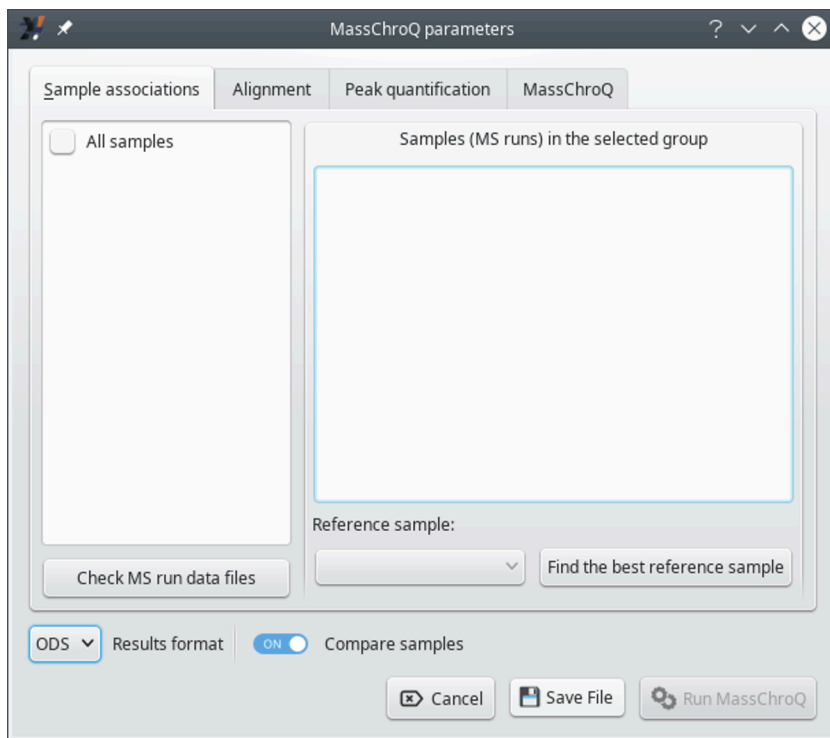 MassChroQ parameters
?
Sample associations Alignment Peak quantification MassChroQ
All samples
Samples (MS runs) in the selected group
Reference sample:
Check MS run data files
Find the best reference sample
ODS Results format ON Compare samples
Cancel Save File Run MassChroQ